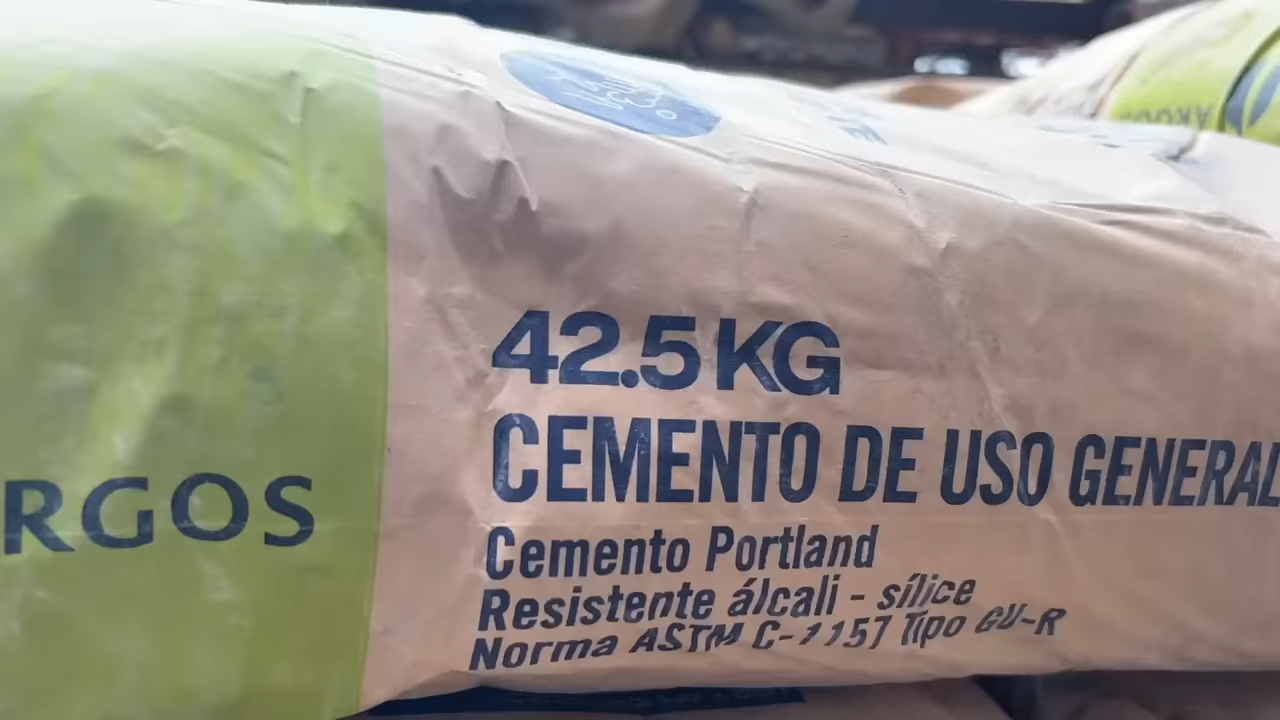 42.5 KG
CEMENTO DE USO GENERAL
RGOS
Cemento Portland
Resistente álcali - sílice
Norma ASTM C-1157 Tipo GU-R